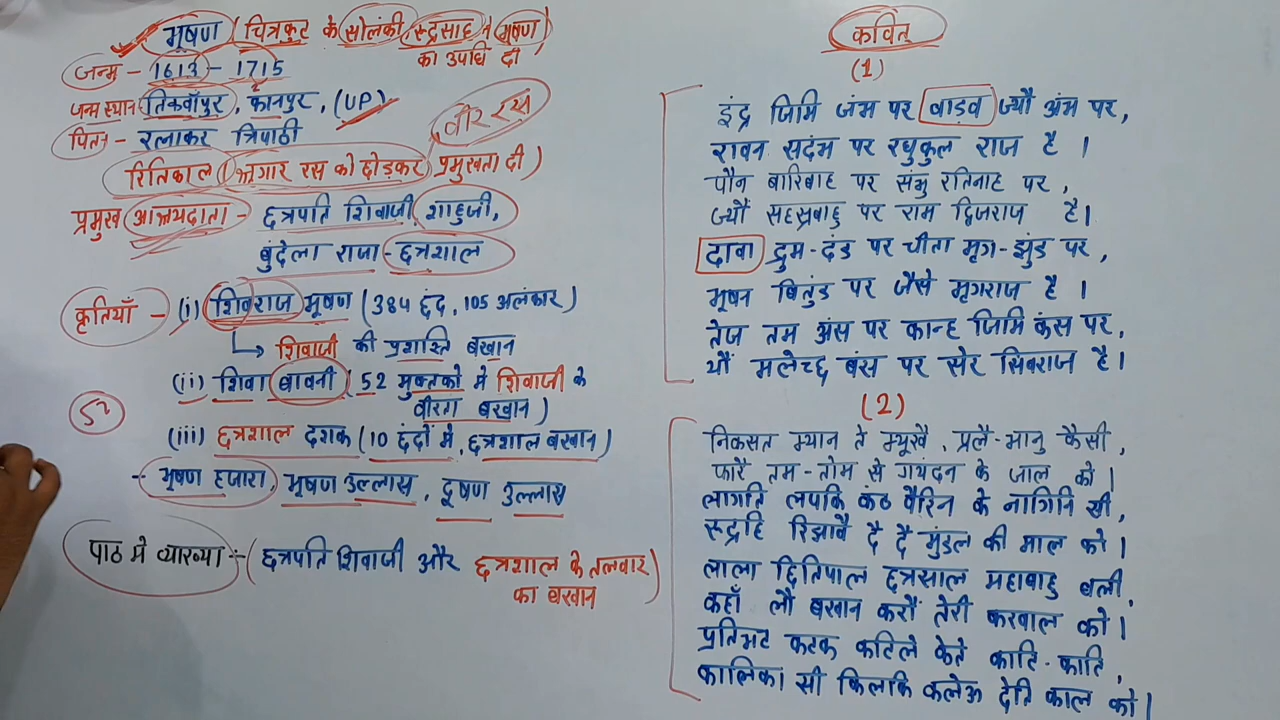 भूषण (चित्रकुट के सोलंकी रूद्रसाह ने भूषण)
का उपधि दी
जन्म - 1613 - 1715
जन्म स्थान तिकवॉपुर, कानपुर, (UP)
पिता - रत्नाकर त्रिपाठी
वीर रस
रितिकाल (श्रृंगार रस को छोड़कर प्रमुखता दी)
प्रमुख आश्रयदाता - छत्रपति शिवाजी, शाहुजी,
बुंदेला राजा - छत्रशाल
कृतियाँ - (i) शिवराज भूषण (384 छंद, 105 अलंकार)
शिवाजी की प्रशस्ति बखान
(ii) शिवा बावनी (52 मुक्तको मे शिवाजी के
वीरता बखान)
52
(iii) छत्रशाल दशक (10 छंदों मे, छत्रशाल बखान)
- भूषण हजारा, भूषण उल्लास, दूषण उल्लास
पाठ मे व्याख्या :- (छत्रपति शिवाजी और छत्रशाल के तलवार)
का बखान
कवित्त
(1)
इंद्र जिमि जंभ पर बाडव ज्यौं अंभ पर,
रावन सदंभ पर रघुकुल राज है।
पौन बारिबाह पर संभु रतिनाह पर,
ज्यौं सहस्रबाहु पर राम द्विजराज है।
दावा द्रुम-दंड पर चीता मृग-झुंड पर,
भूषन बितुंड पर जैसे मृगराज है।
तेज तम अंस पर कान्ह जिमि कंस पर,
यौं मलेच्छ बंस पर सेर सिवराज है।
(2)
निकसत म्यान ते म्यूखै, प्रलै-भानु कैसी,
फारै तम-तोम से गयंदन के जाल को।
लागति लपकि कंठ बैरिन के नागिनि सी,
रूद्रहि रिझावै दै दै मुंडन की माल को।
लाला छितिपाल छत्रसाल महाबाहु बली,
कहाँ लौ बखान करौं तेरी करवाल को।
प्रतिभट कटक कटिले केते काटि-काटि,
कालिका सी किलकि कलेऊ देति काल को।